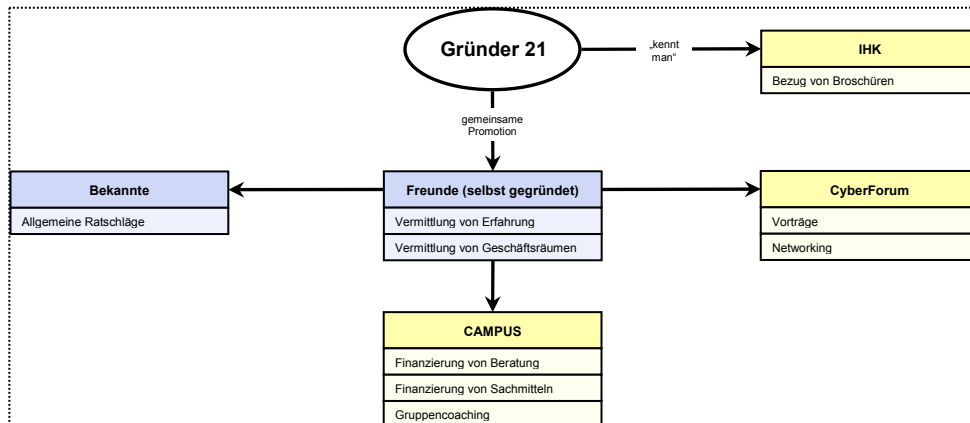 Gründer 21
„kennt
man“
IHK
Bezug von Broschüren
gemeinsame
Promotion
Bekannte
Allgemeine Ratschläge
Freunde (selbst gegründet)
Vermittlung von Erfahrung
Vermittlung von Geschäftsräumen
CyberForum
Vorträge
Networking
CAMPUS
Finanzierung von Beratung
Finanzierung von Sachmitteln
Gruppencoaching